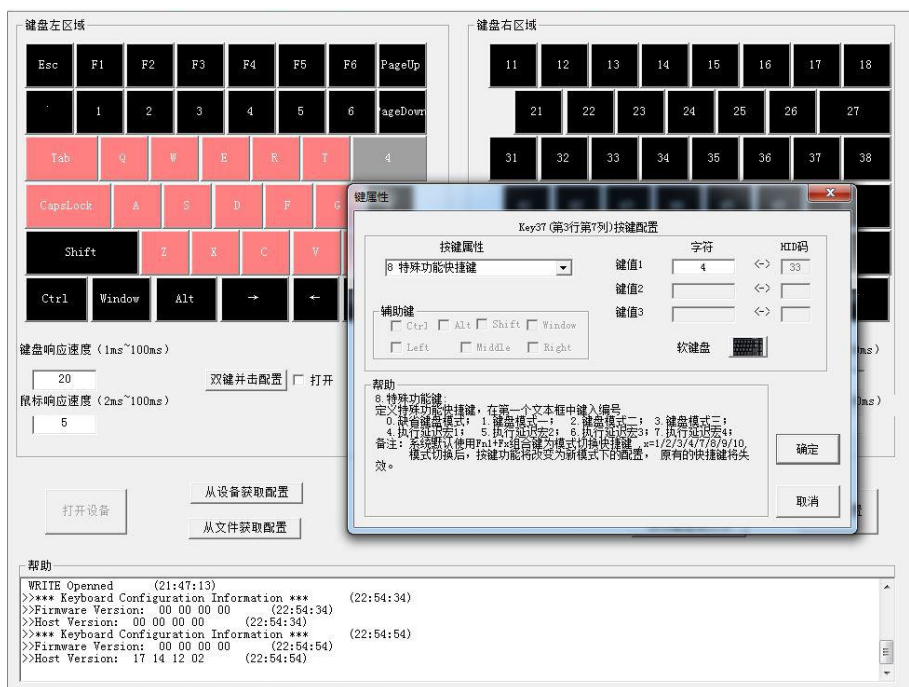 键盘左区域 键盘右区域
Esc F1 F2 F3 F4 F5 F6 PageUp 11 12 13 14 15 16 17 18
1 2 3 4 5 6 PageDown 21 22 23 24 25 26 27
Tab Q W E R T 4 31 32 33 34 35 36 37 38
CapsLock A S D F G
Shift Z X C V
Ctrl Window Alt → ←
键属性
Key37(第3行第7列)按键配置
按键属性 字符 HID码
8 特殊功能快捷键 键值1 4 <-> 33
键值2 <->
键值3 <->
辅助键
Ctrl Alt Shift Window
Left Middle Right
软键盘
帮助
8.特殊功能键:
定义特殊功能快捷键，在第一个文本框中键入编号
0.缺省键盘模式； 1.键盘模式一； 2.键盘模式二； 3.键盘模式三；
4.执行延迟宏1； 5.执行延迟宏2； 6.执行延迟宏3；7.执行延迟宏4；
备注：系统默认使用Fn1+Fx组合键为模式切换快捷键 ,x=1/2/3/4/7/8/9/10,
模式切换后，按键功能将改变为新模式下的配置， 原有的快捷键将失
效。
确定
取消
键盘响应速度（1ms~100ms） ms）
20 双键并击配置 打开
鼠标响应速度（2ms~100ms）
5
打开设备 从设备获取配置
从文件获取配置
帮助
WRITE Openned (21:47:13)
>>*** Keyboard Configuration Information *** (22:54:34)
>>Firmware Version: 00 00 00 00 (22:54:34)
>>Host Version: 00 00 00 00 (22:54:34)
>>*** Keyboard Configuration Information *** (22:54:54)
>>Firmware Version: 00 00 00 00 (22:54:54)
>>Host Version: 17 14 12 02 (22:54:54)